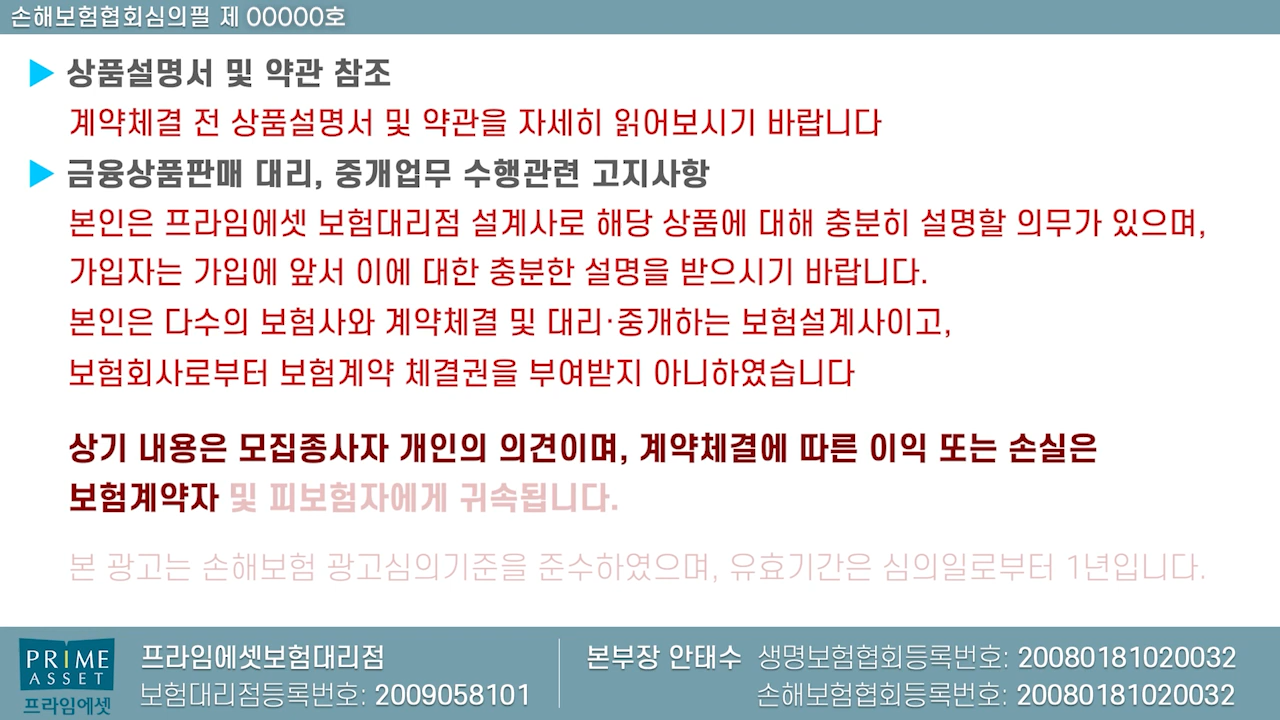 손해보험협회심의필 제 00000호
▶ 상품설명서 및 약관 참조
계약체결 전 상품설명서 및 약관을 자세히 읽어보시기 바랍니다
▶ 금융상품판매 대리, 중개업무 수행관련 고지사항
본인은 프라임에셋 보험대리점 설계사로 해당 상품에 대해 충분히 설명할 의무가 있으며,
가입자는 가입에 앞서 이에 대한 충분한 설명을 받으시기 바랍니다.
본인은 다수의 보험사와 계약체결 및 대리·중개하는 보험설계사이고,
보험회사로부터 보험계약 체결권을 부여받지 아니하였습니다
상기 내용은 모집종사자 개인의 의견이며, 계약체결에 따른 이익 또는 손실은
보험계약자 및 피보험자에게 귀속됩니다.
본 광고는 손해보험 광고심의기준을 준수하였으며, 유효기간은 심의일로부터 1년입니다.
PRIME
ASSET
프라임에셋
프라임에셋보험대리점
보험대리점등록번호: 2009058101
본부장 안태수 생명보험협회등록번호: 20080181020032
손해보험협회등록번호: 20080181020032